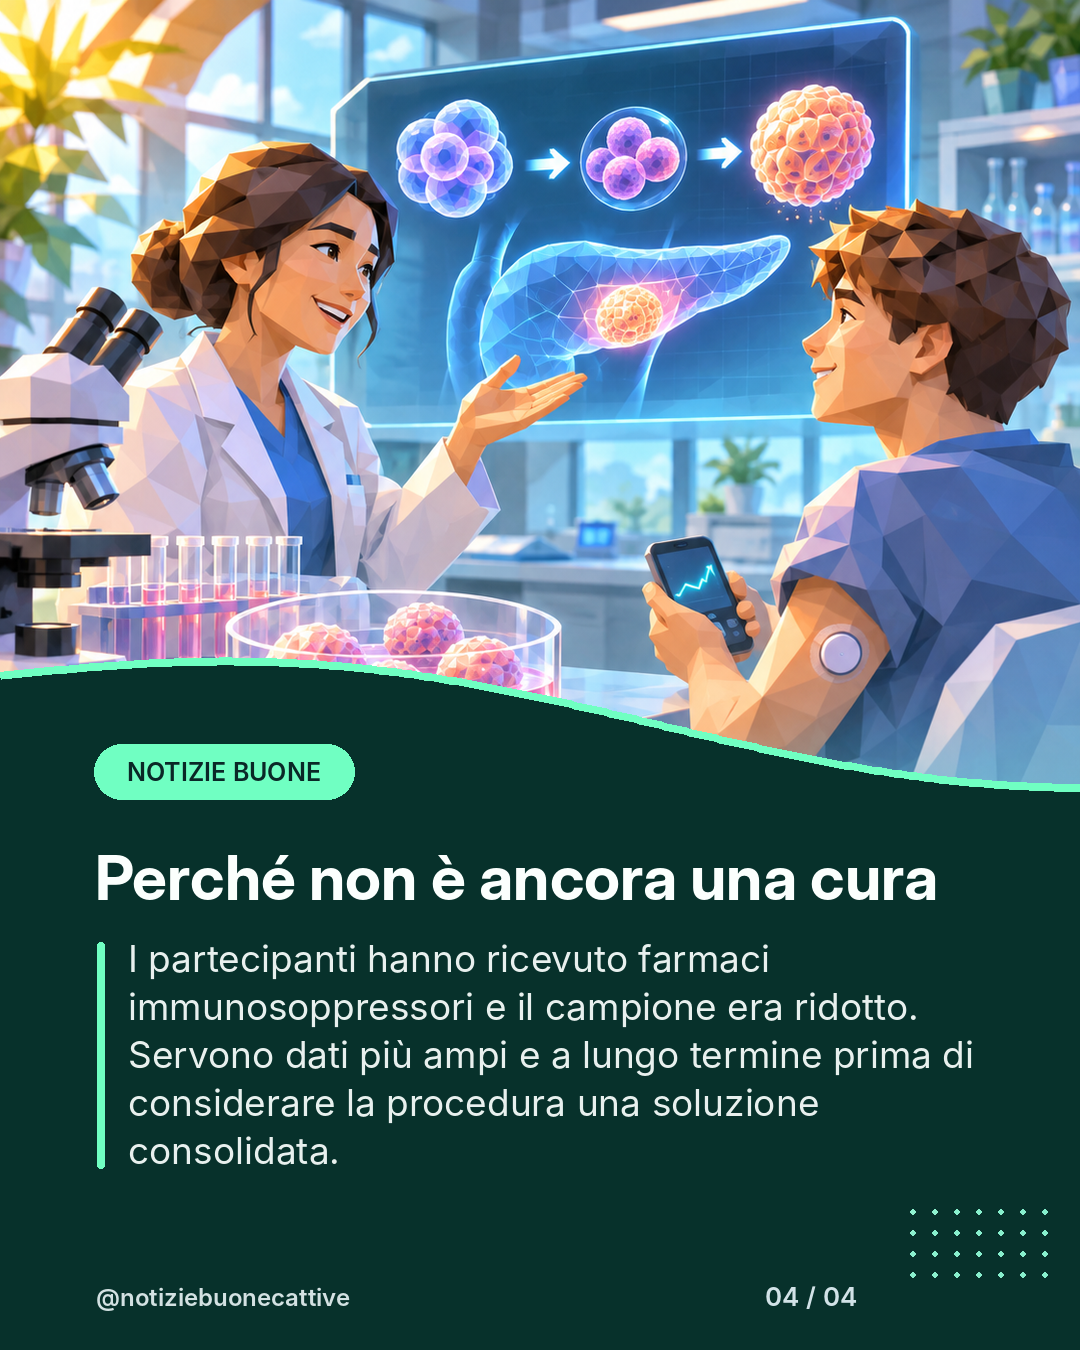 NOTIZIE BUONE
Perché non è ancora una cura
I partecipanti hanno ricevuto farmaci
immunosoppressori e il campione era ridotto.
Servono dati più ampi e a lungo termine prima di
considerare la procedura una soluzione
consolidata.
@notiziebuonecattive
04 / 04